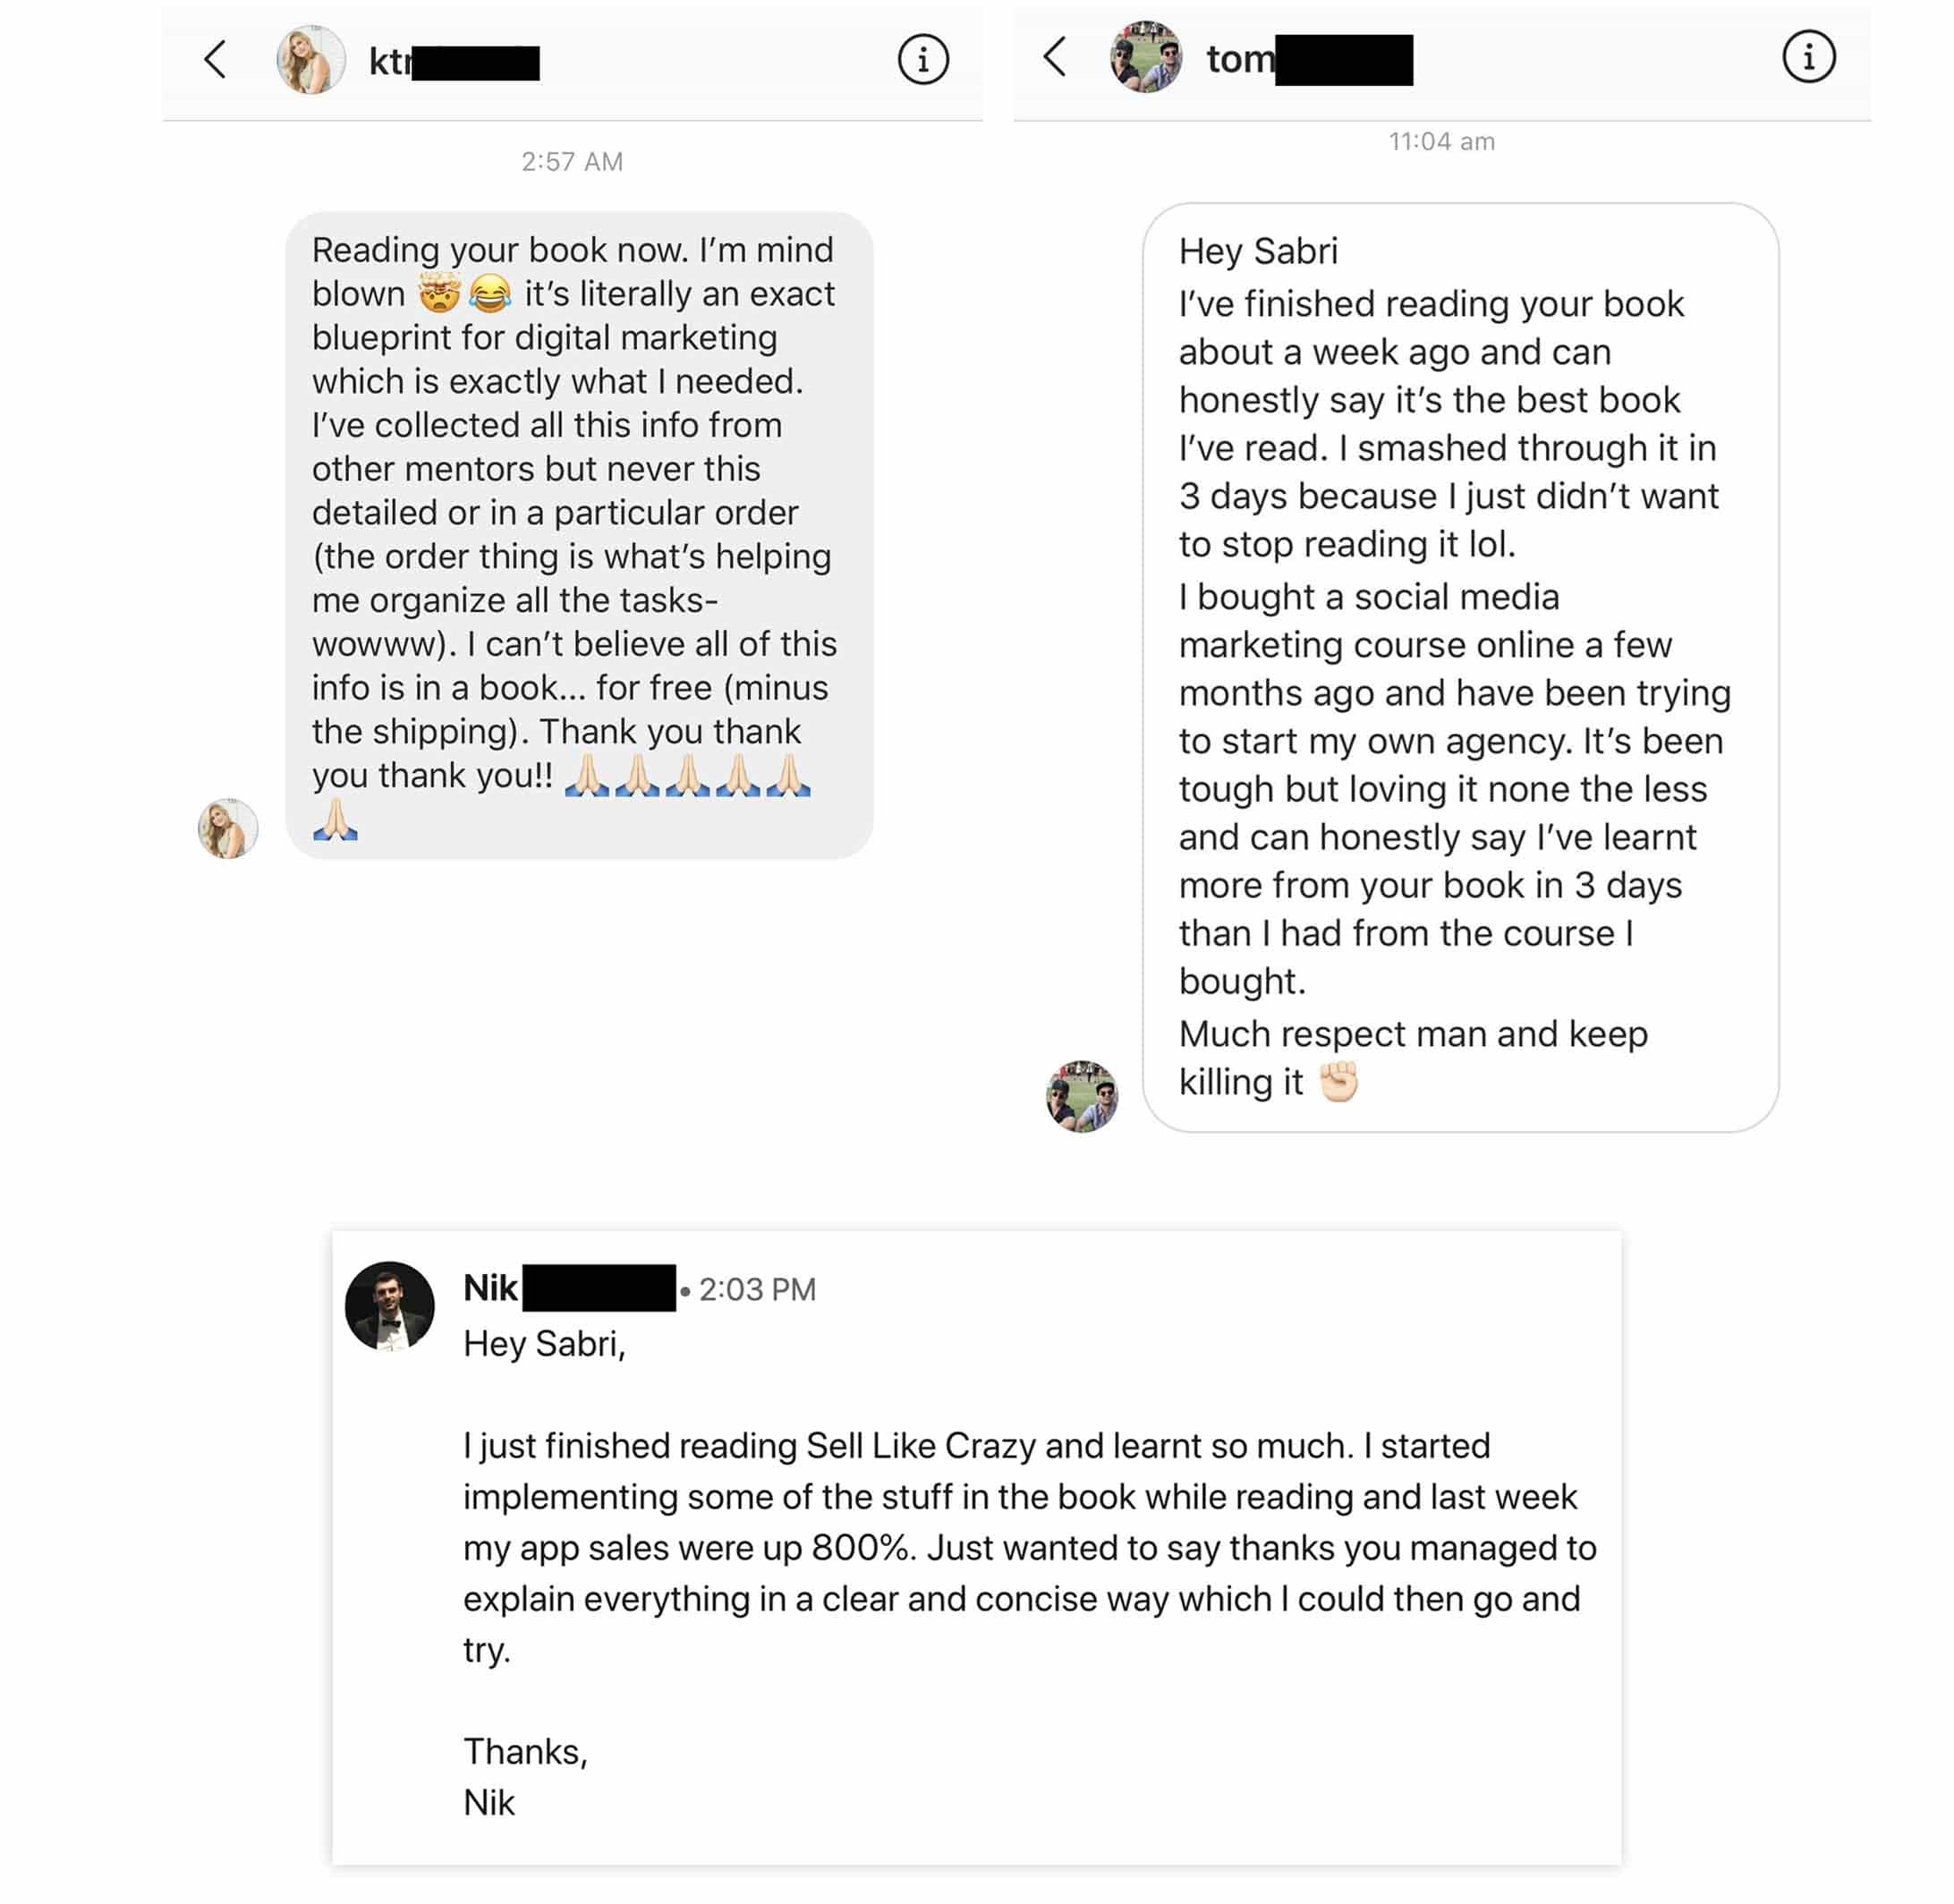 ktr
2:57 AM
Reading your book now. I'm mind
blown 🤯😂 it's literally an exact
blueprint for digital marketing
which is exactly what I needed.
I've collected all this info from
other mentors but never this
detailed or in a particular order
(the order thing is what's helping
me organize all the tasks-
wowww). I can't believe all of this
info is in a book... for free (minus
the shipping). Thank you thank
you thank you!! 🙏🏻🙏🏻🙏🏻🙏🏻🙏🏻
🙏🏻
tom
11:04 am
Hey Sabri
I've finished reading your book
about a week ago and can
honestly say it's the best book
I've read. I smashed through it in
3 days because I just didn't want
to stop reading it lol.
I bought a social media
marketing course online a few
months ago and have been trying
to start my own agency. It's been
tough but loving it none the less
and can honestly say I've learnt
more from your book in 3 days
than I had from the course I
bought.
Much respect man and keep
killing it ✊🏻
Nik • 2:03 PM
Hey Sabri,
I just finished reading Sell Like Crazy and learnt so much. I started
implementing some of the stuff in the book while reading and last week
my app sales were up 800%. Just wanted to say thanks you managed to
explain everything in a clear and concise way which I could then go and
try.
Thanks,
Nik